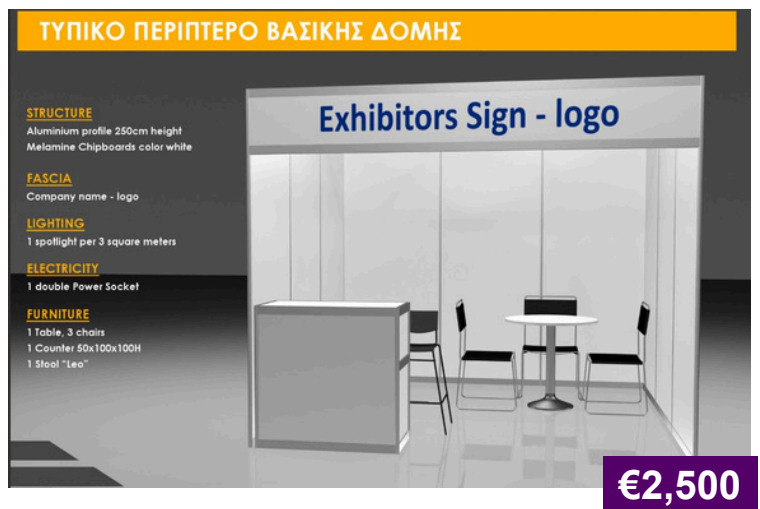 ΤΥΠΙΚΟ ΠΕΡΙΠΤΕΡΟ ΒΑΣΙΚΗΣ ΔΟΜΗΣ
STRUCTURE
Aluminium profile 250cm height
Melamine Chipboards color white
FASCIA
Company name - logo
LIGHTING
1 spotlight per 3 square meters
ELECTRICITY
1 double Power Socket
FURNITURE
1 Table, 3 chairs
1 Counter 50x100x100H
1 Stool “Leo”
Exhibitors Sign - logo
€2,500